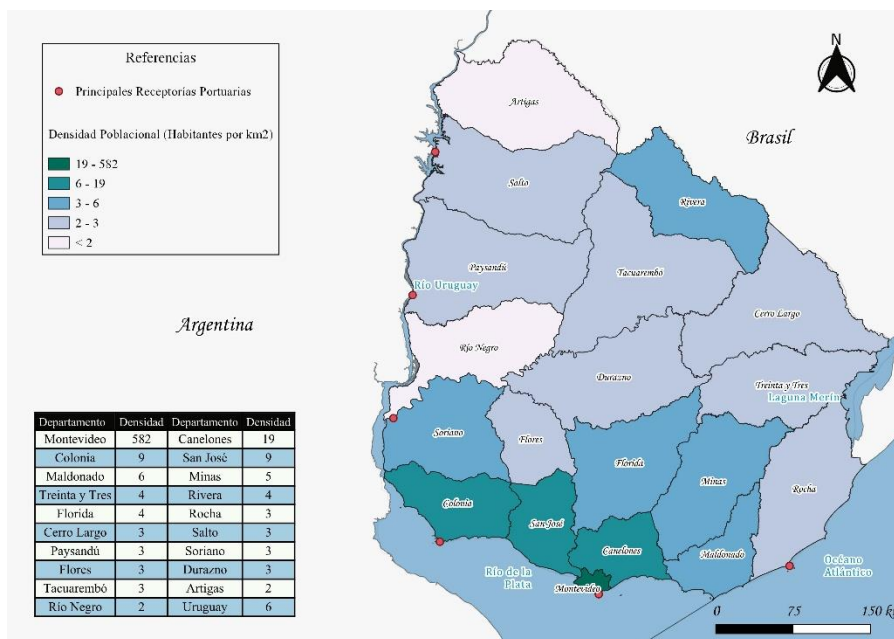 Referencias
Principales Receptorías Portuarias
Densidad Poblacional (Habitantes por km2)
19 - 582
6 - 19
3 - 6
2 - 3
< 2
N
Brasil
Argentina
Artigas
Salto
Rivera
Paysandú
Río Uruguay
Tacuarembó
Cerro Largo
Río Negro
Durazno
Treinta y Tres
Laguna Merín
Soriano
Flores
Florida
Minas
Rocha
Colonia
San José
Canelones
Maldonado
Montevideo
Río de la
Plata
Océano
Atlántico
0 75 150 k
Departamento Densidad Departamento Densidad
Montevideo 582 Canelones 19
Colonia 9 San José 9
Maldonado 6 Minas 5
Treinta y Tres 4 Rivera 4
Florida 4 Rocha 3
Cerro Largo 3 Salto 3
Paysandú 3 Soriano 3
Flores 3 Durazno 3
Tacuarembó 3 Artigas 2
Río Negro 2 Uruguay 6